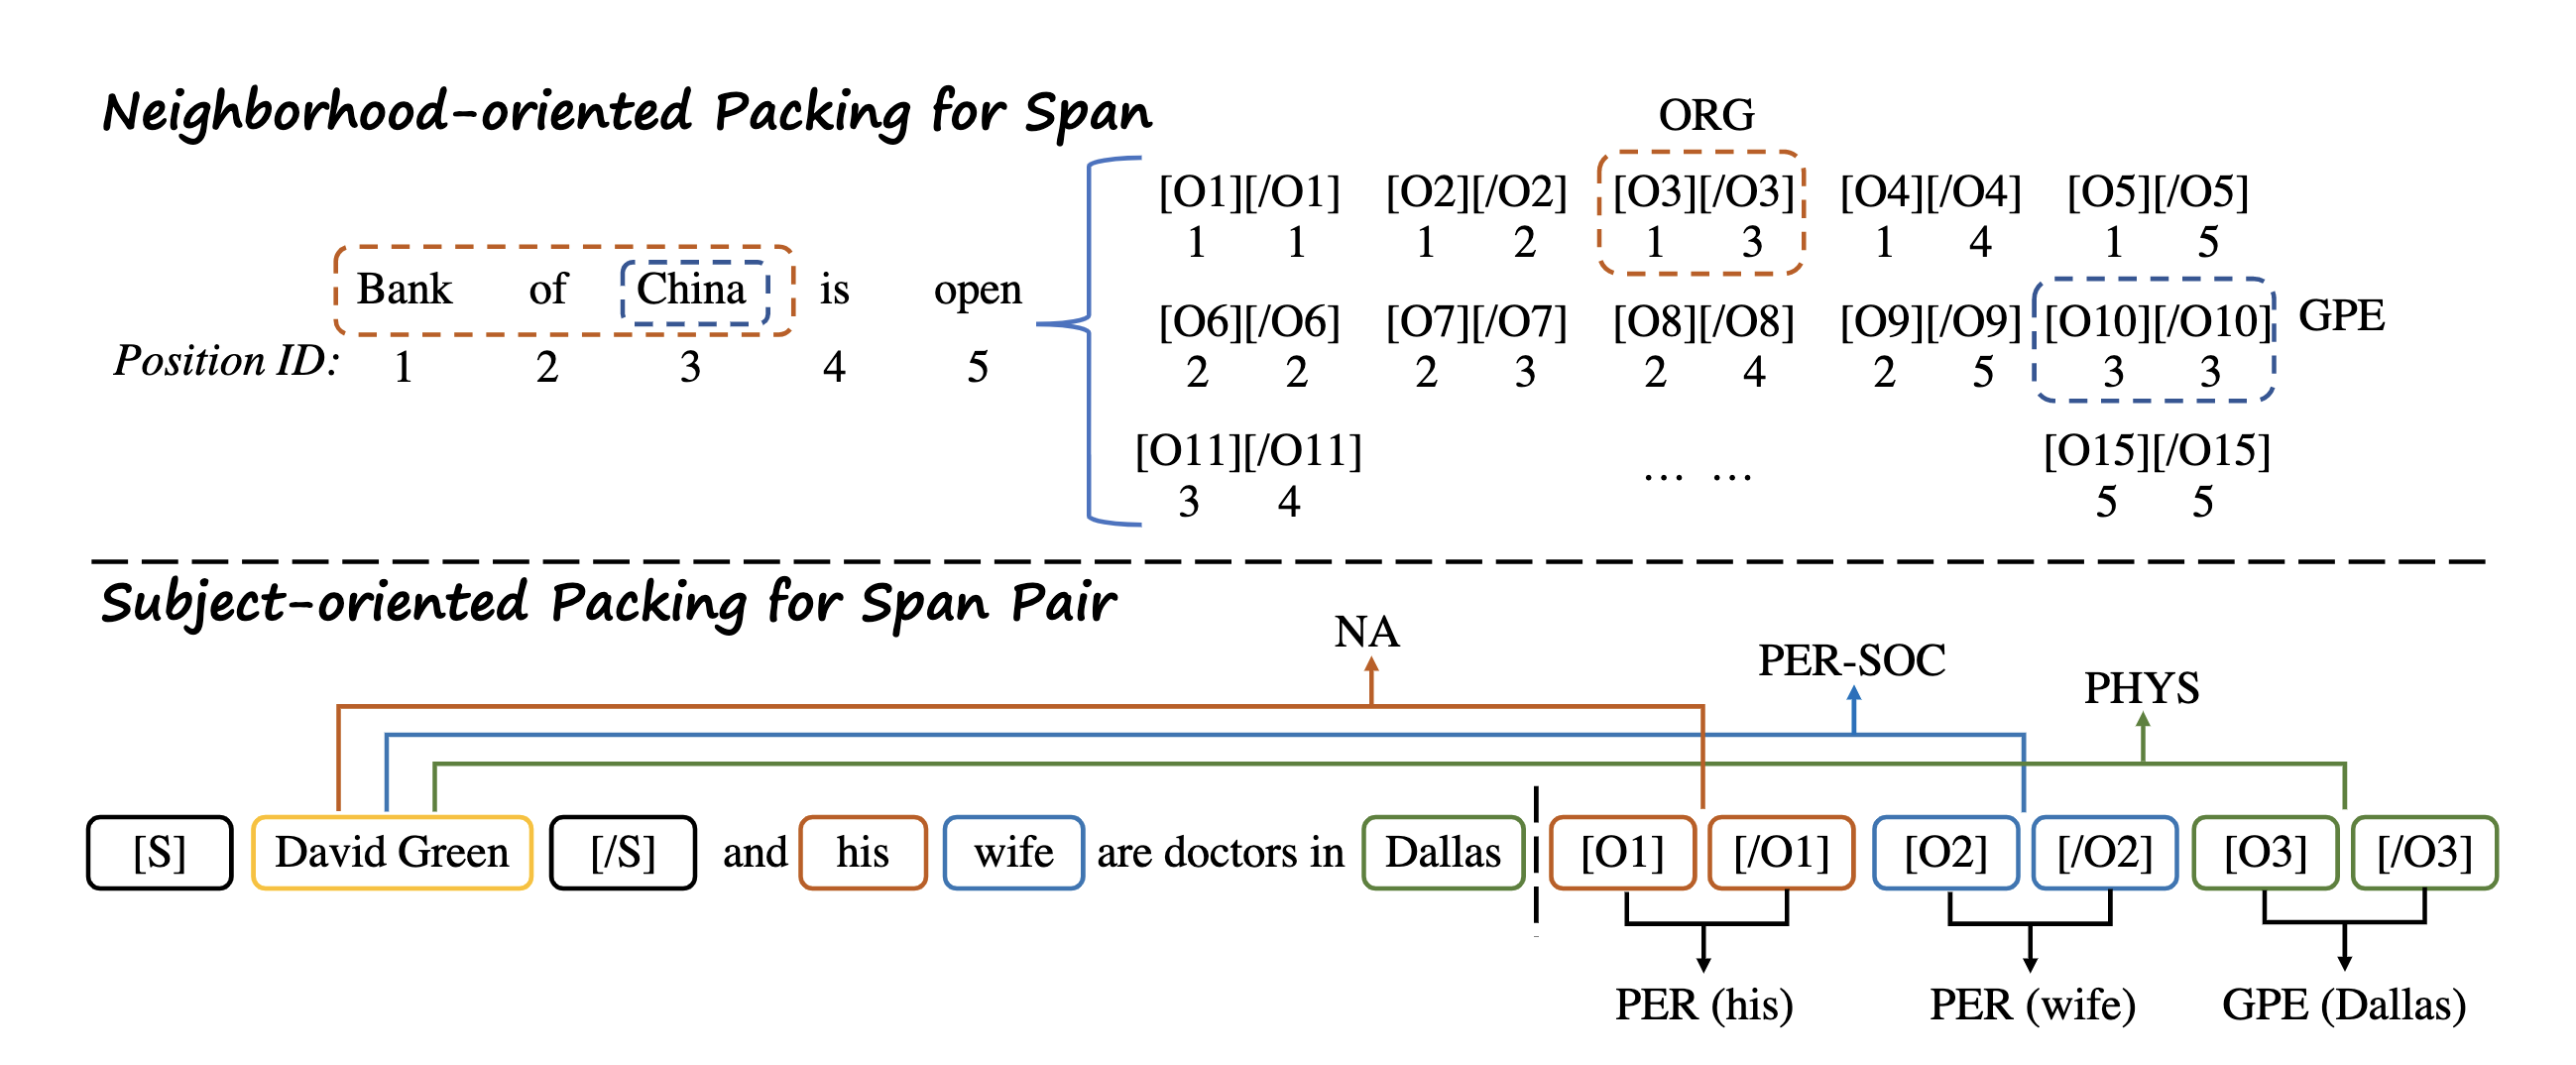 Neighborhood-oriented Packing for Span
ORG
[O1][/O1] [O2][/O2] [O3][/O3] [O4][/O4] [O5][/O5]
1 1 1 2 1 3 1 4 1 5
Bank of China is open
[O6][/O6] [O7][/O7] [O8][/O8] [O9][/O9] [O10][/O10] GPE
Position ID: 1 2 3 4 5
2 2 2 3 2 4 2 5 3 3
[O11][/O11] ... ... [O15][/O15]
3 4 5 5
Subject-oriented Packing for Span Pair
NA
PER-SOC
PHYS
[S] David Green [/S] and his wife are doctors in Dallas [O1] [/O1] [O2] [/O2] [O3] [/O3]
PER (his) PER (wife) GPE (Dallas)